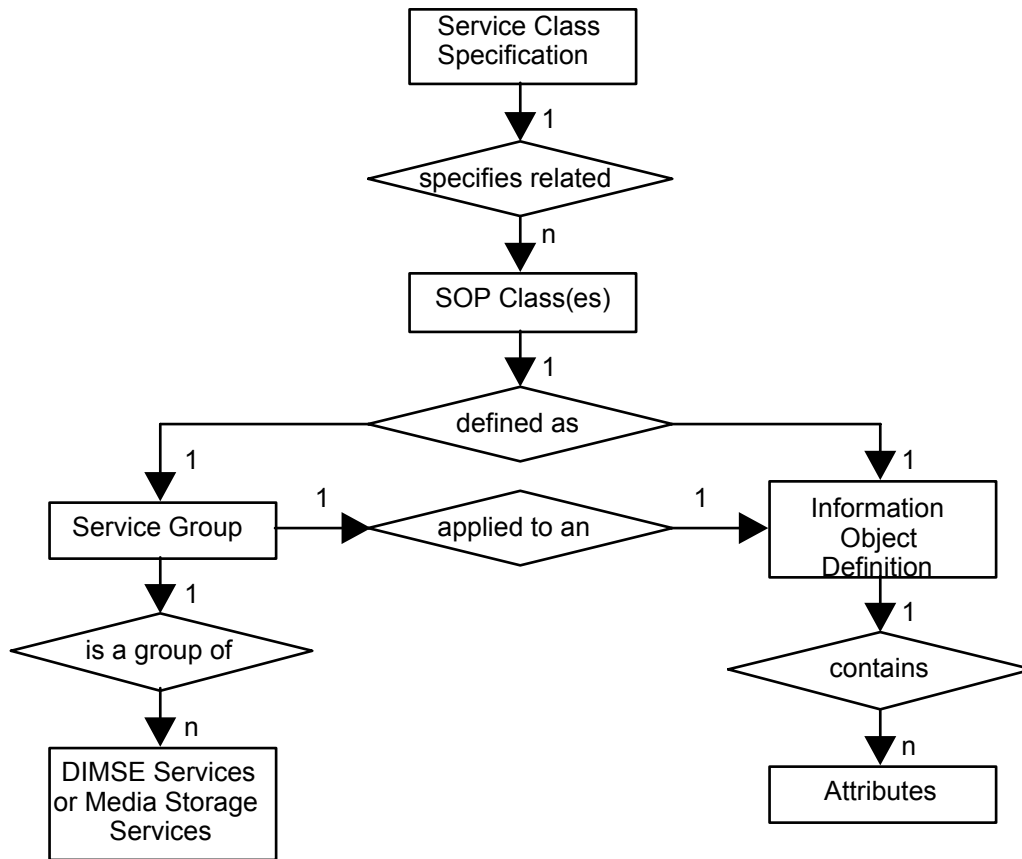 Service Class
Specification
1
specifies related
n
SOP Class(es)
1
defined as
1
1
Service Group
1
applied to an
1
Information
Object
Definition
1
1
is a group of
contains
n
n
DIMSE Services
or Media Storage
Services
Attributes